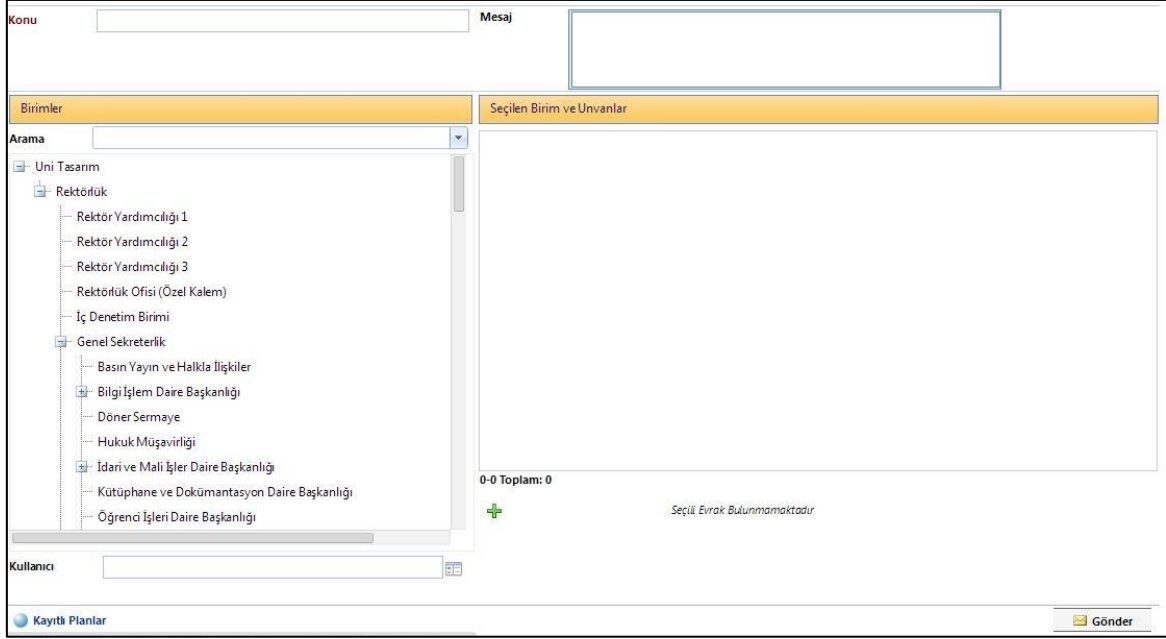 Konu
Mesaj
Birimler
Seçilen Birim ve Unvanlar
Arama
Uni Tasarım
Rektörlük
Rektör Yardımcılığı 1
Rektör Yardımcılığı 2
Rektör Yardımcılığı 3
Rektörlük Ofisi (Özel Kalem)
İç Denetim Birimi
Genel Sekreterlik
Basın Yayın ve Halkla İlişkiler
Bilgi İşlem Daire Başkanlığı
Döner Sermaye
Hukuk Müşavirliği
İdari ve Mali İşler Daire Başkanlığı
Kütüphane ve Dokümantasyon Daire Başkanlığı
Öğrenci İşleri Daire Başkanlığı
0-0 Toplam: 0
Seçili Evrak Bulunmamaktadır
Kullanıcı
Kayıtlı Planlar
Gönder